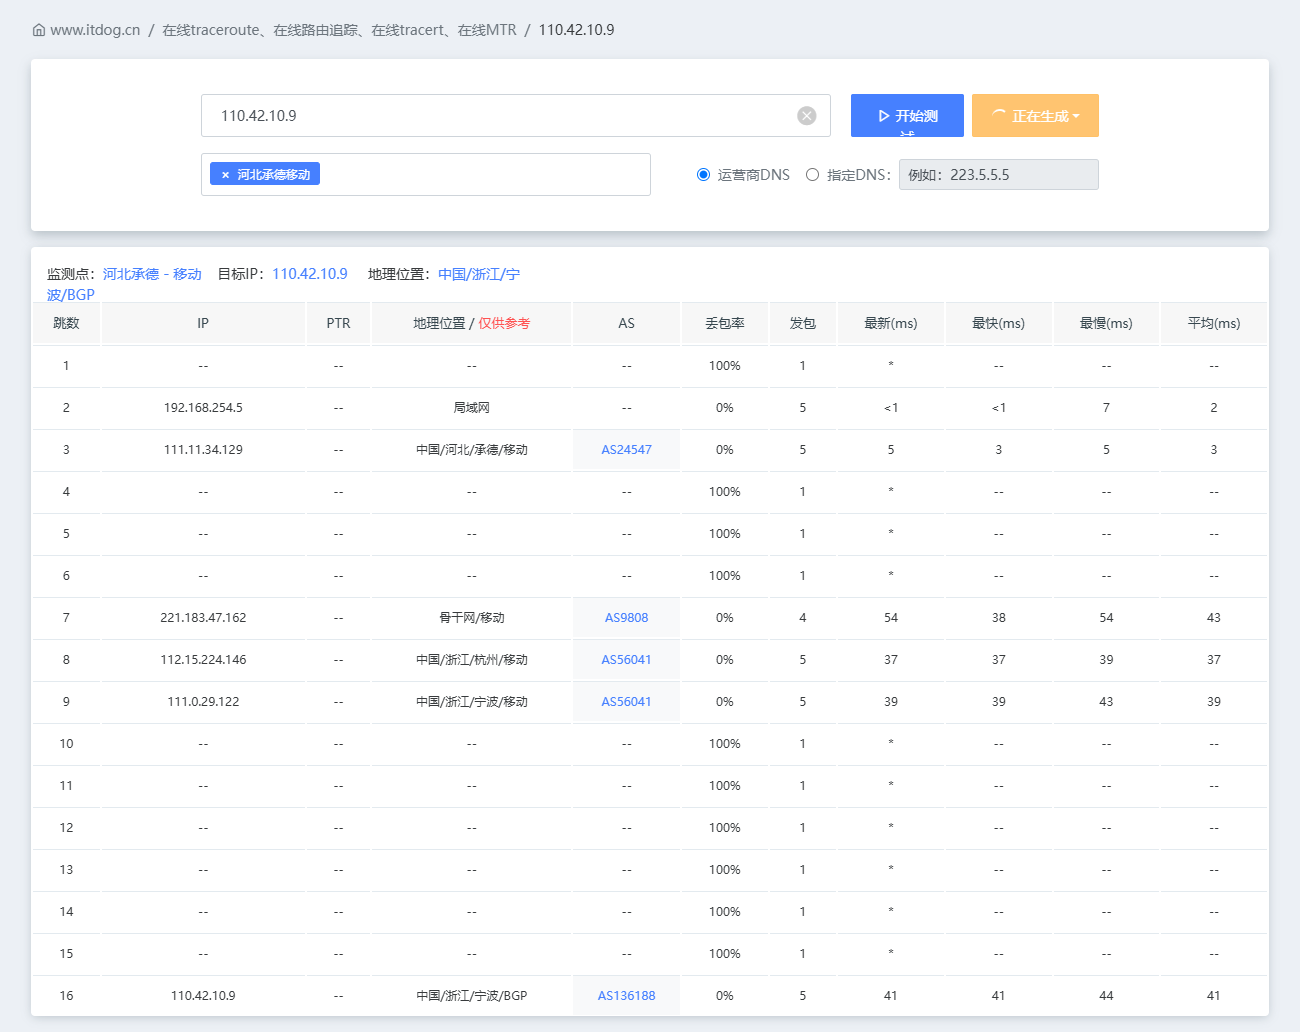 www.itdog.cn / 在线traceroute、在线路由追踪、在线tracert、在线MTR / 110.42.10.9
110.42.10.9
开始测
正在生成
× 河北承德移动
运营商DNS 指定DNS: 例如：223.5.5.5
监测点：河北承德 - 移动 目标IP：110.42.10.9 地理位置：中国/浙江/宁
波/BGP
跳数 IP PTR 地理位置 / 仅供参考 AS 丢包率 发包 最新(ms) 最快(ms) 最慢(ms) 平均(ms)
1 -- -- -- -- 100% 1 * -- -- --
2 192.168.254.5 -- 局域网 -- 0% 5 <1 <1 7 2
3 111.11.34.129 -- 中国/河北/承德/移动 AS24547 0% 5 5 3 5 3
4 -- -- -- -- 100% 1 * -- -- --
5 -- -- -- -- 100% 1 * -- -- --
6 -- -- -- -- 100% 1 * -- -- --
7 221.183.47.162 -- 骨干网/移动 AS9808 0% 4 54 38 54 43
8 112.15.224.146 -- 中国/浙江/杭州/移动 AS56041 0% 5 37 37 39 37
9 111.0.29.122 -- 中国/浙江/宁波/移动 AS56041 0% 5 39 39 43 39
10 -- -- -- -- 100% 1 * -- -- --
11 -- -- -- -- 100% 1 * -- -- --
12 -- -- -- -- 100% 1 * -- -- --
13 -- -- -- -- 100% 1 * -- -- --
14 -- -- -- -- 100% 1 * -- -- --
15 -- -- -- -- 100% 1 * -- -- --
16 110.42.10.9 -- 中国/浙江/宁波/BGP AS136188 0% 5 41 41 44 41